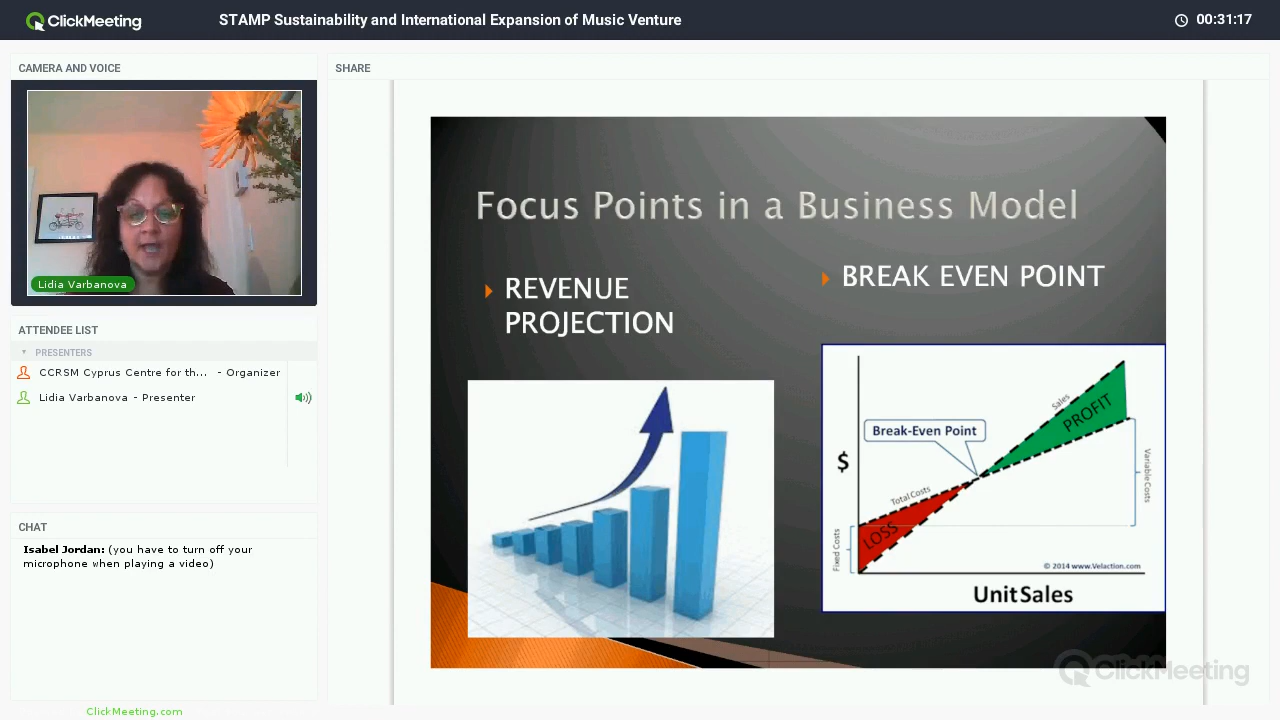 ClickMeeting
STAMP Sustainability and International Expansion of Music Venture
00:31:17
CAMERA AND VOICE
SHARE
Lidia Varbanova
ATTENDEE LIST
PRESENTERS
CCRSM Cyprus Centre for th... - Organizer
Lidia Varbanova - Presenter
CHAT
Isabel Jordan: (you have to turn off your
microphone when playing a video)
ClickMeeting.com
Focus Points in a Business Model
REVENUE
PROJECTION
BREAK EVEN POINT
Break-Even Point
Sales
PROFIT
$
Total Costs
Variable Costs
LOSS
Fixed Costs
© 2014 www.Velaction.com
Unit Sales
ClickMeeting